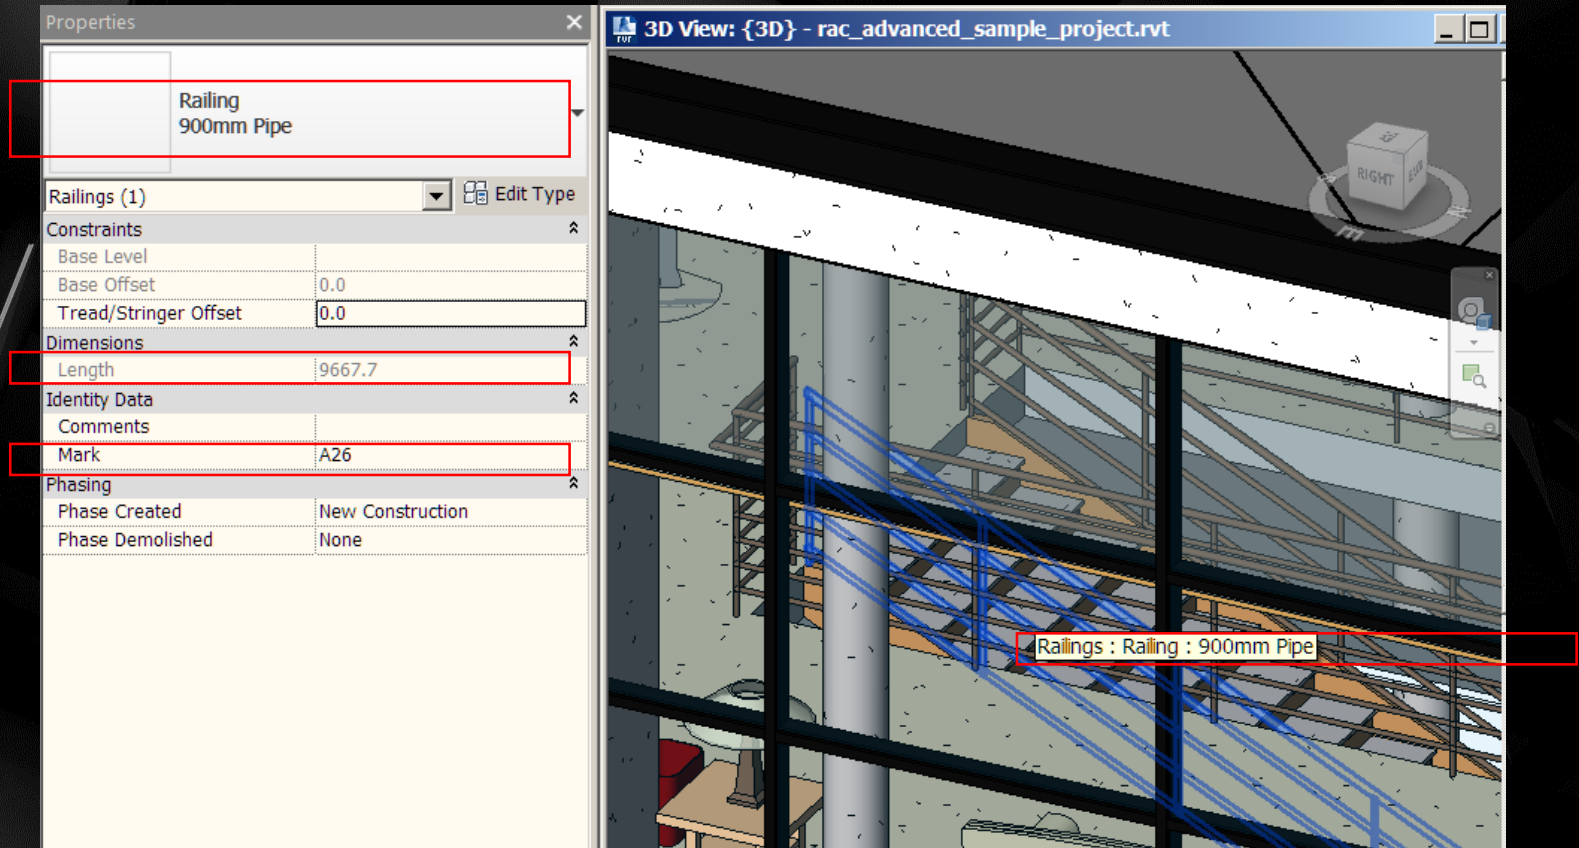 Properties
Railing
900mm Pipe
Railings (1)
Edit Type
Constraints
Base Level
Base Offset 0.0
Tread/Stringer Offset 0.0
Dimensions
Length 9667.7
Identity Data
Comments
Mark A26
Phasing
Phase Created New Construction
Phase Demolished None
3D View: {3D} - rac_advanced_sample_project.rvt
RIGHT
Railings : Railing : 900mm Pipe